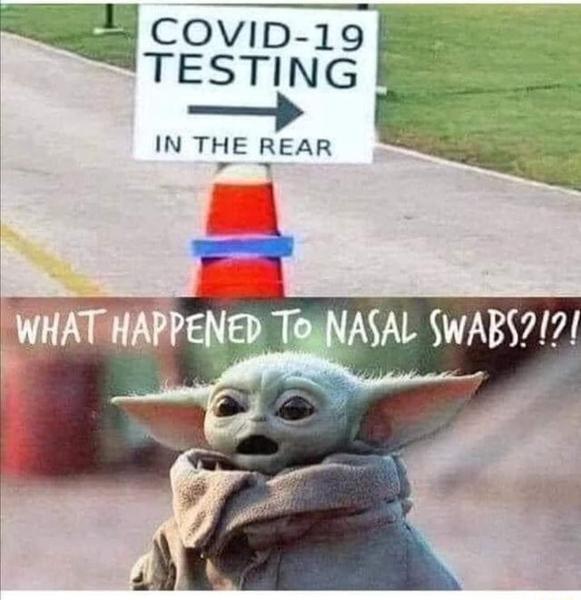 COVID-19
TESTING
IN THE REAR
WHAT HAPPENED TO NASAL SWABS?!?!